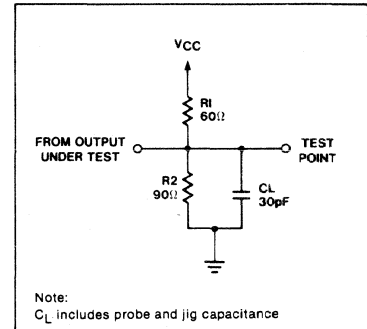 VCC
R1
60Ω
FROM OUTPUT
UNDER TEST
TEST
POINT
R2
90Ω
CL
30pF
Note:
CL includes probe and jig capacitance